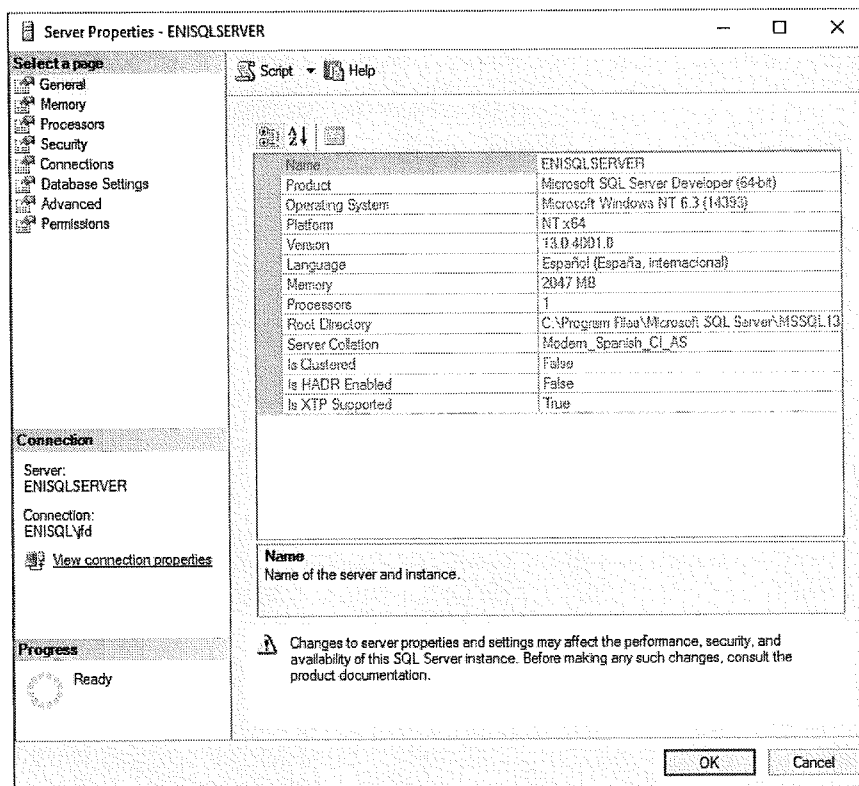 Server Properties - ENISQLSERVER
Select a page
General
Memory
Processors
Security
Connections
Database Settings
Advanced
Permissions
Script Help
Name ENISQLSERVER
Product Microsoft SQL Server Developer (64-bit)
Operating System Microsoft Windows NT 6.3 (14393)
Platform NT x64
Version 13.0.4001.0
Language Español (España, internacional)
Memory 2047 MB
Processors 1
Root Directory C:\Program Files\Microsoft SQL Server\MSSQL13
Server Collation Modern_Spanish_CI_AS
Is Clustered False
Is HADR Enabled False
Is XTP Supported True
Connection
Server:
ENISQLSERVER
Connection:
ENISQL\jfd
View connection properties
Name
Name of the server and instance.
Progress
Ready
Changes to server properties and settings may affect the performance, security, and
availability of this SQL Server instance. Before making any such changes, consult the
product documentation.
OK Cancel